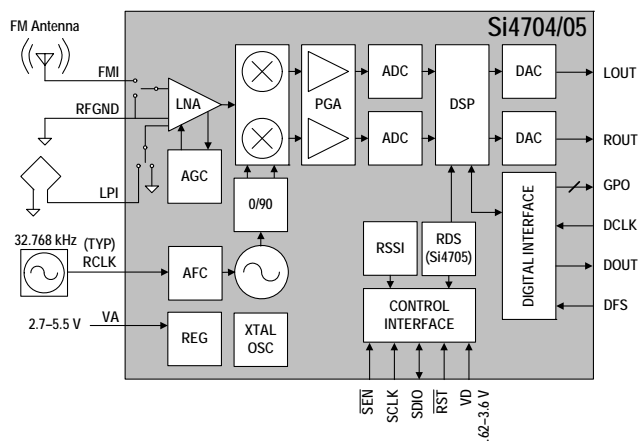 Si4704/05
FM Antenna
FMI
RFGND
LPI
LNA
AGC
0/90
PGA
ADC
ADC
DSP
DAC
DAC
LOUT
ROUT
GPO
DCLK
DOUT
DFS
DIGITAL INTERFACE
32.768 kHz (TYP)
RCLK
AFC
RSSI
RDS
(Si4705)
CONTROL
INTERFACE
VA
2.7–5.5 V
REG
XTAL
OSC
SEN
SCLK
SDIO
RST
VD
.62–3.6 V